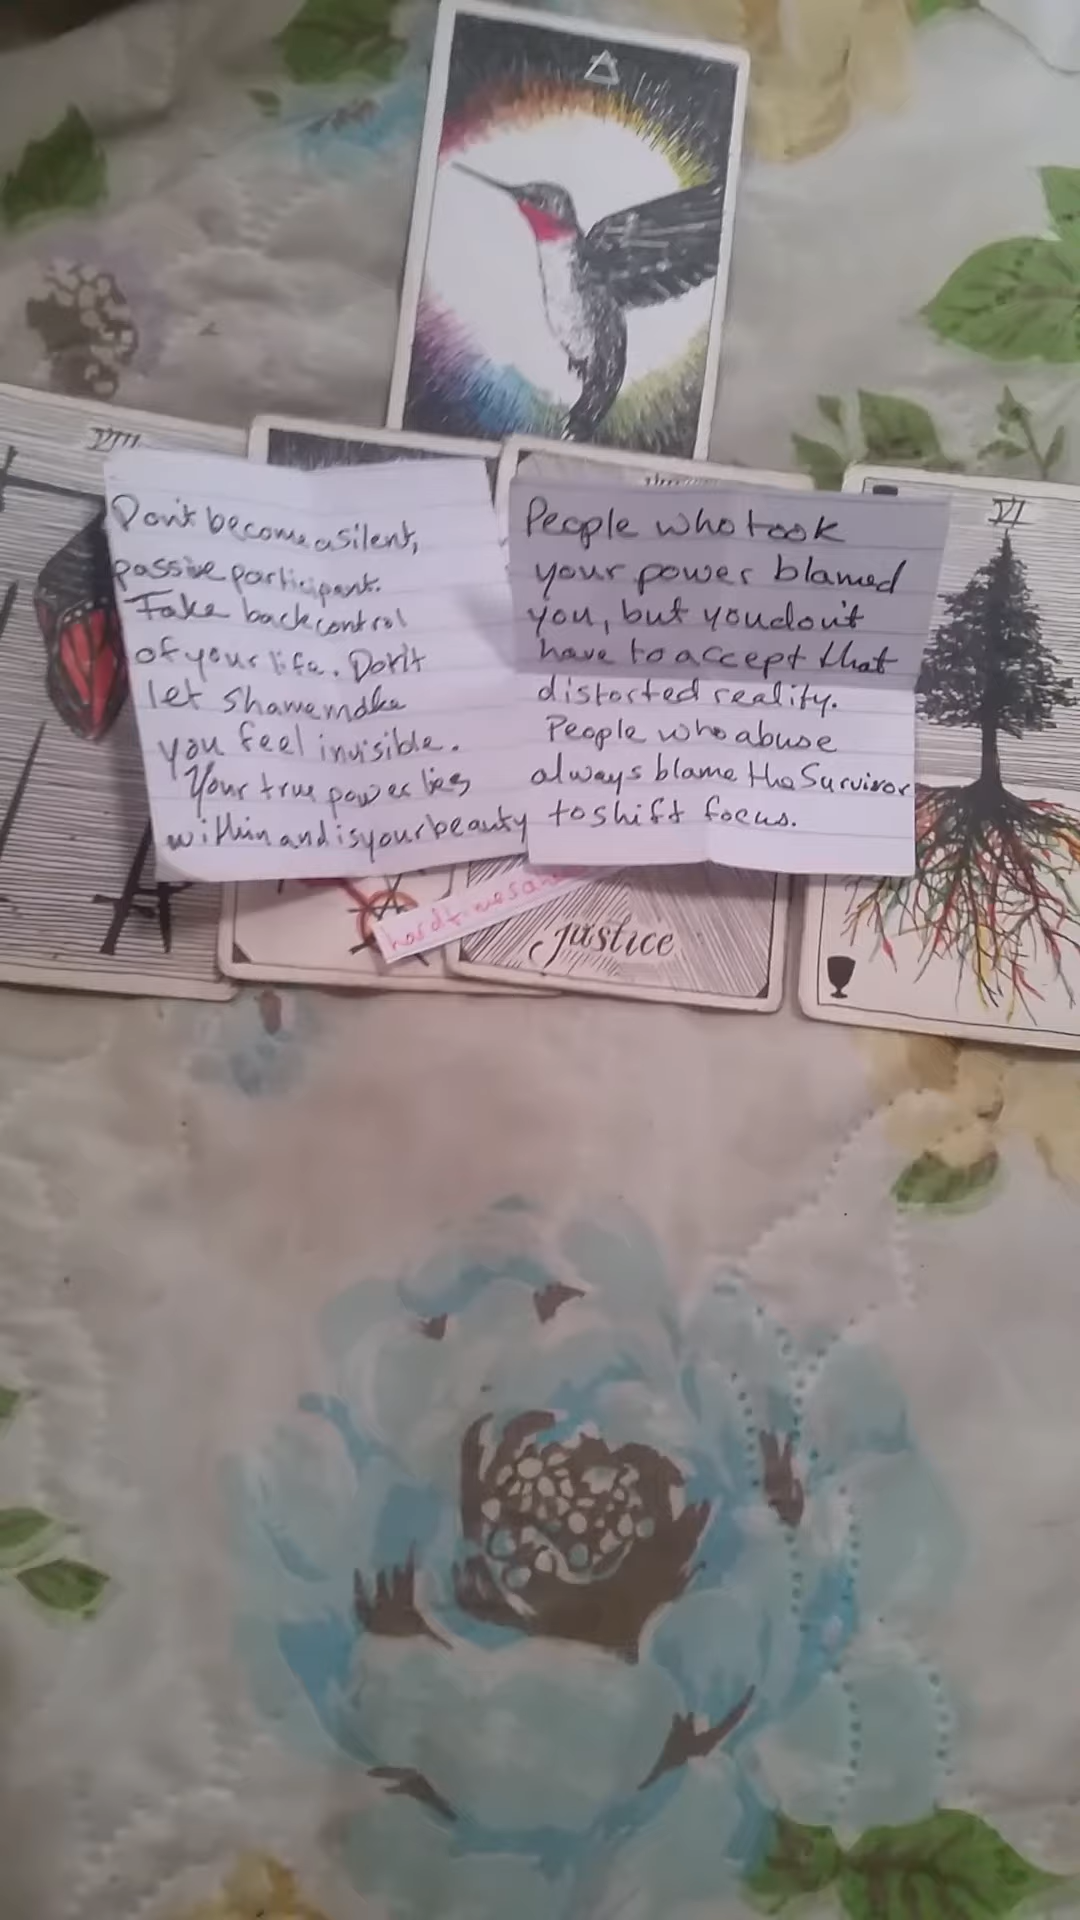 VIII
Don't become a silent,
passive participant.
Take back control
of your life. Don't
let shame make
you feel invisible.
Your true power lies
within and is your beauty
People who took
your power blamed
you, but you don't
have to accept that
distorted reality.
People who abuse
always blame the Survivor
to shift focus.
VI
justice